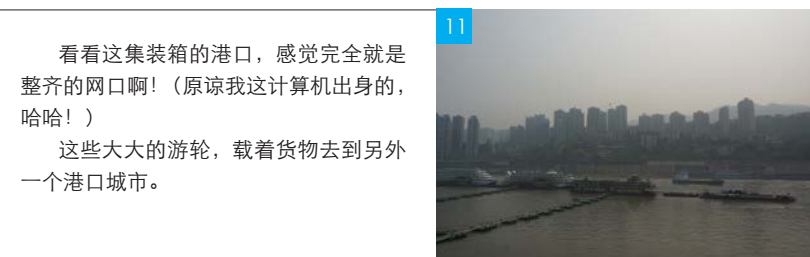 看看这集装箱的港口，感觉完全就是
整齐的网口啊！（原谅我这计算机出身的，
哈哈！）
这些大大的游轮，载着货物去到另外
一个港口城市。
11